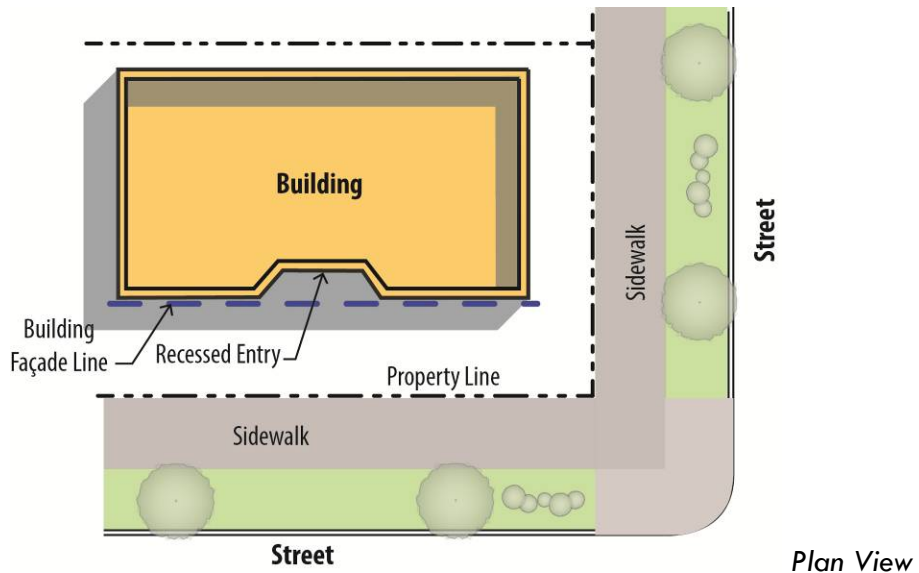 Building
Sidewalk
Street
Building
Façade Line
Recessed Entry
Property Line
Sidewalk
Street
Plan View